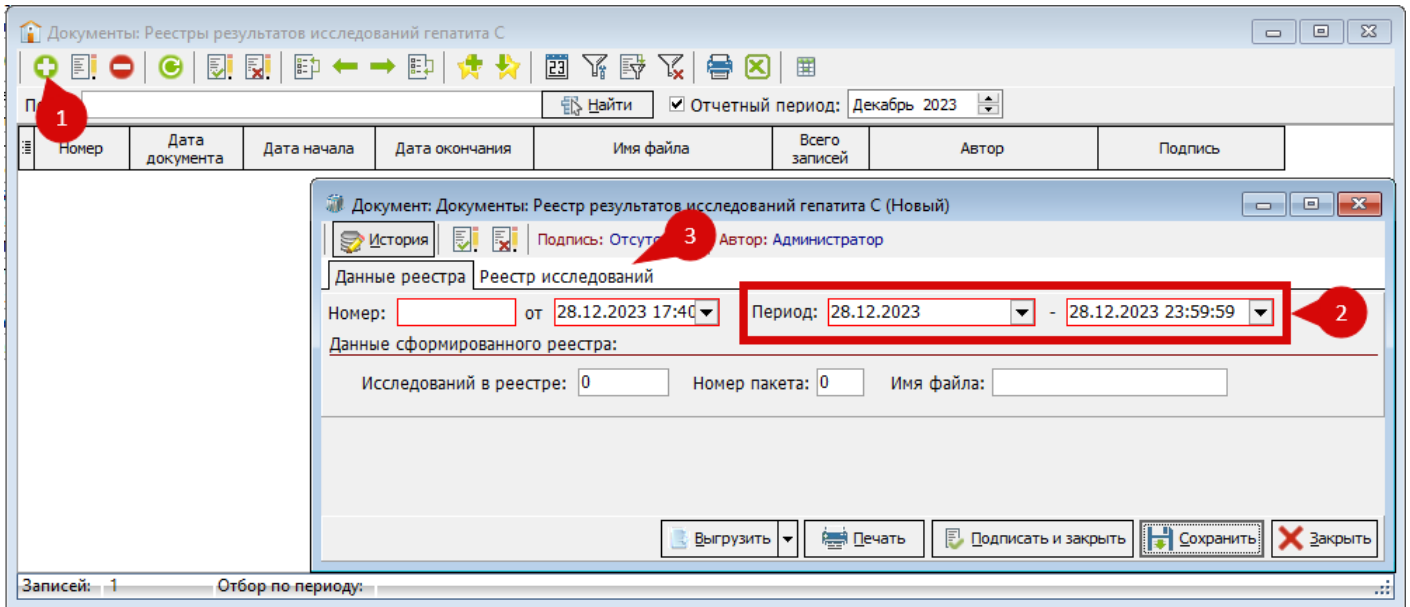 Документы: Реестры результатов исследований гепатита С
23
Найти Отчетный период: Декабрь 2023
1
Номер Дата документа Дата начала Дата окончания Имя файла Всего записей Автор Подпись
Документ: Документы: Реестр результатов исследований гепатита С (Новый)
История Подпись: 3 Автор: Администратор
Данные реестра Реестр исследований
Номер: от 28.12.2023 17:40 Период: 28.12.2023 - 28.12.2023 23:59:59 2
Данные сформированного реестра:
Исследований в реестре: 0 Номер пакета: 0 Имя файла:
Выгрузить Печать Подписать и закрыть Сохранить Закрыть
Записей: 1 Отбор по периоду: